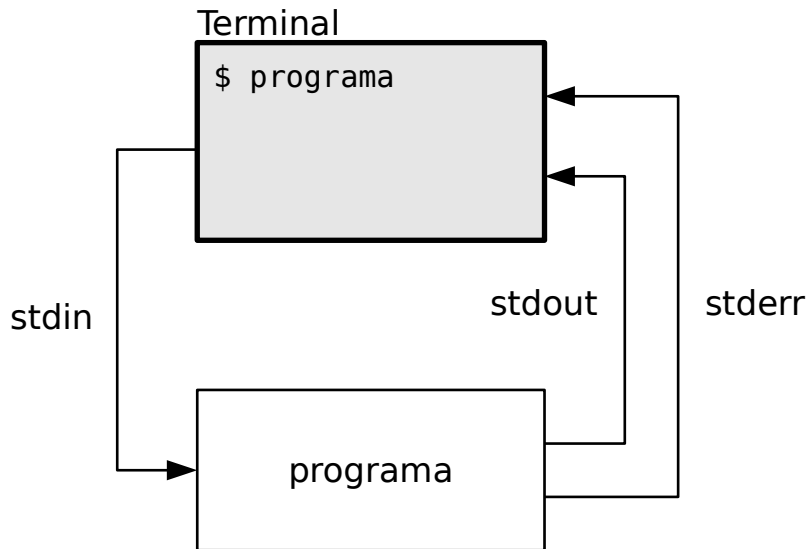 Terminal
$ programa
stdin
stdout
stderr
programa